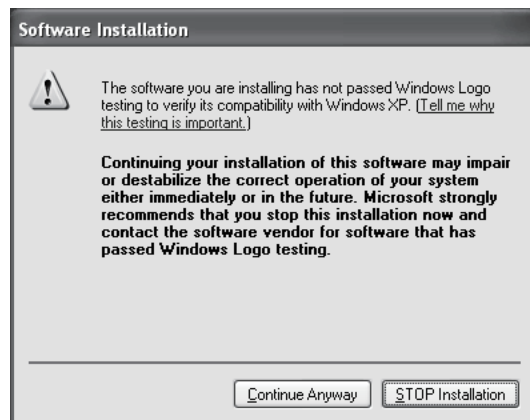 Software Installation
The software you are installing has not passed Windows Logo
testing to verify its compatibility with Windows XP. (Tell me why
this testing is important.)
Continuing your installation of this software may impair
or destabilize the correct operation of your system
either immediately or in the future. Microsoft strongly
recommends that you stop this installation now and
contact the software vendor for software that has
passed Windows Logo testing.
Continue Anyway
STOP Installation